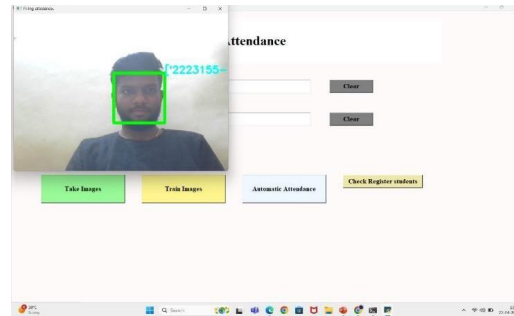 Filling attendance..
ttendance
['2223155-
Clear
Clear
Take Images
Train Images
Automatic Attendance
Check Register students
Search